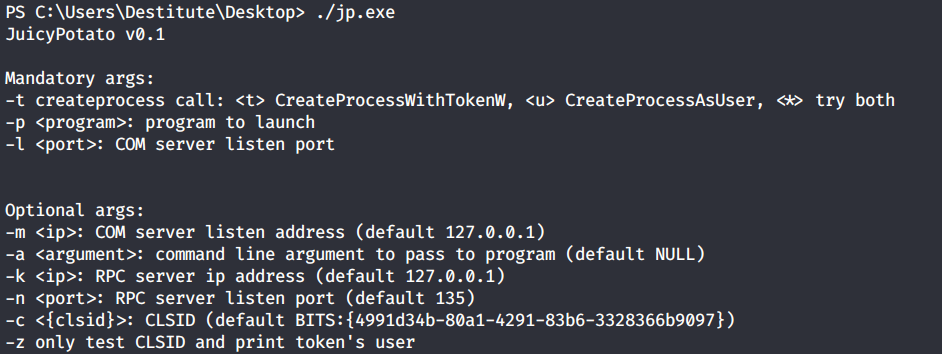 PS C:\Users\Destitute\Desktop> ./jp.exe
JuicyPotato v0.1
Mandatory args:
-t createprocess call: <t> CreateProcessWithTokenW, <u> CreateProcessAsUser, <*> try both
-p <program>: program to launch
-l <port>: COM server listen port
Optional args:
-m <ip>: COM server listen address (default 127.0.0.1)
-a <argument>: command line argument to pass to program (default NULL)
-k <ip>: RPC server ip address (default 127.0.0.1)
-n <port>: RPC server listen port (default 135)
-c <{clsid}>: CLSID (default BITS:{4991d34b-80a1-4291-83b6-3328366b9097})
-z only test CLSID and print token's user